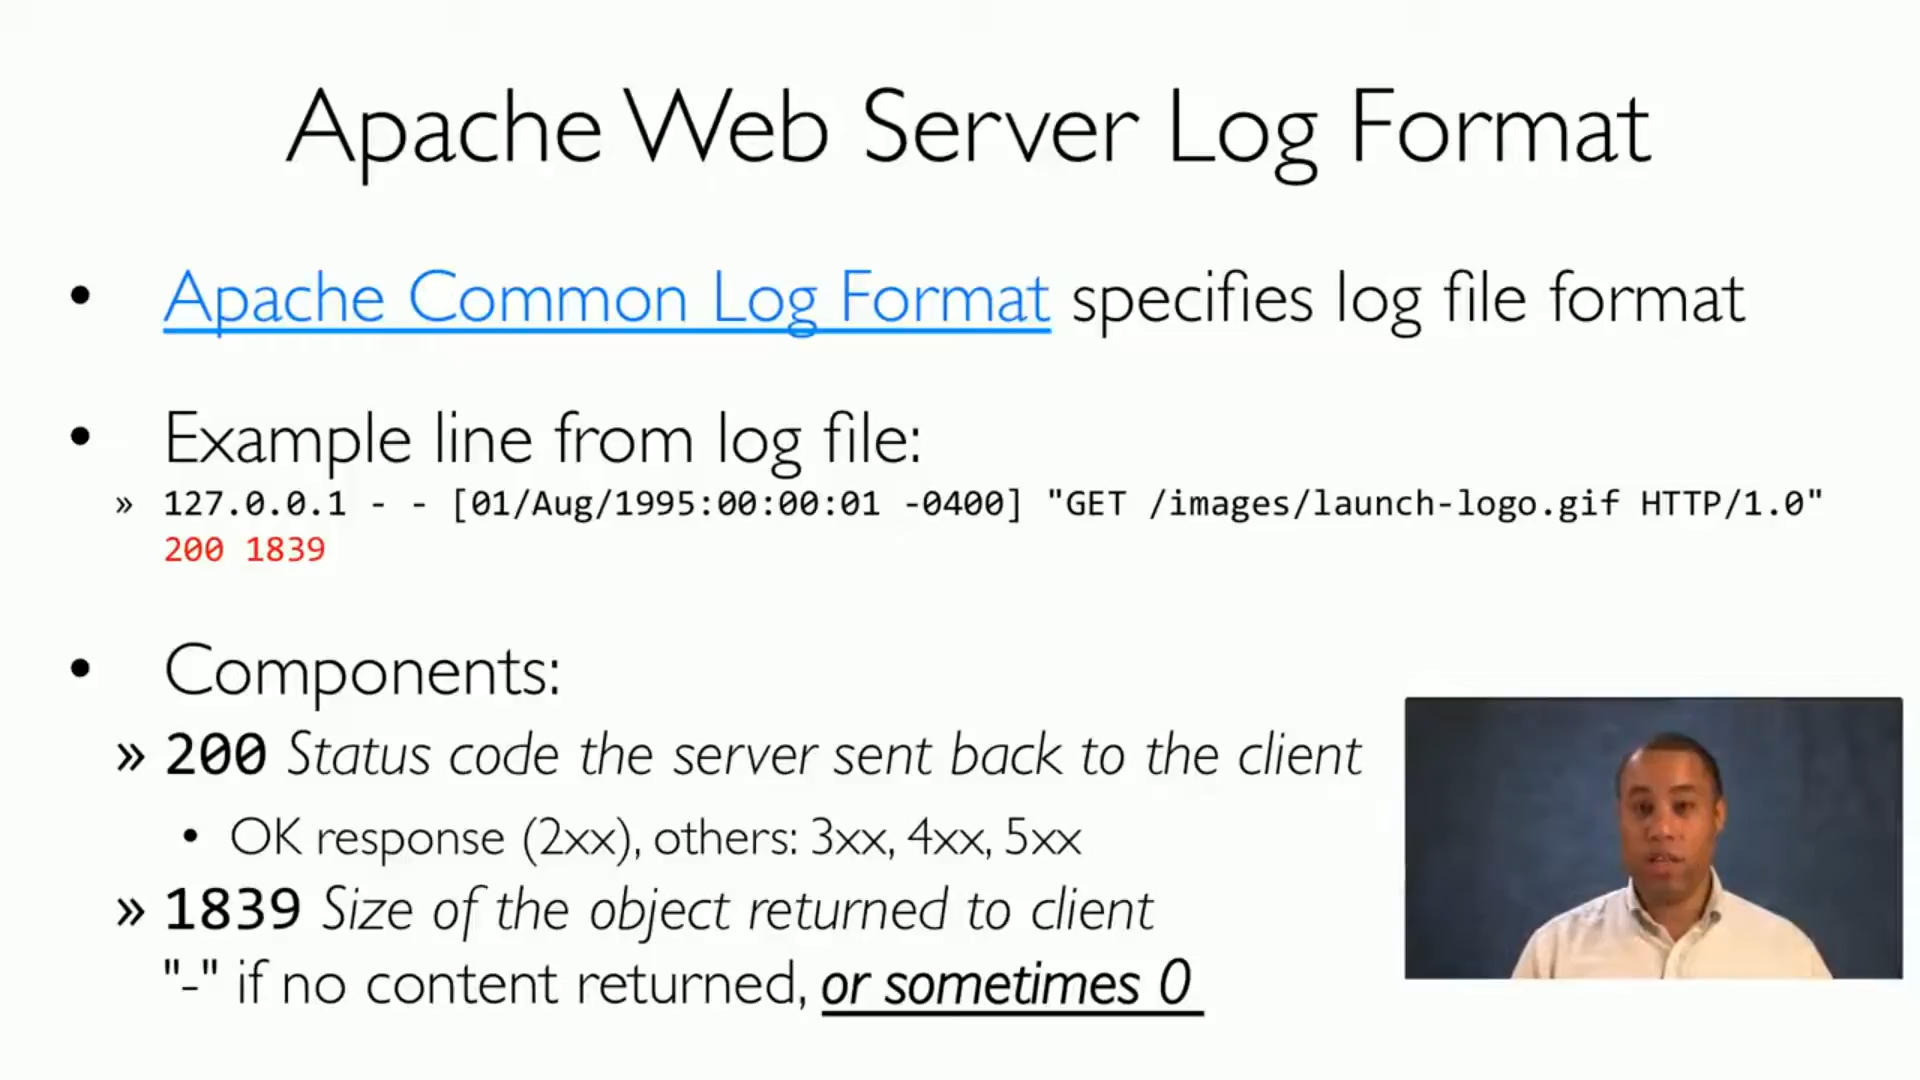 Apache Web Server Log Format
• Apache Common Log Format specifies log file format
• Example line from log file:
» 127.0.0.1 - - [01/Aug/1995:00:00:01 -0400] "GET /images/launch-logo.gif HTTP/1.0"
200 1839
• Components:
» 200 Status code the server sent back to the client
• OK response (2xx), others: 3xx, 4xx, 5xx
» 1839 Size of the object returned to client
"-" if no content returned, or sometimes 0